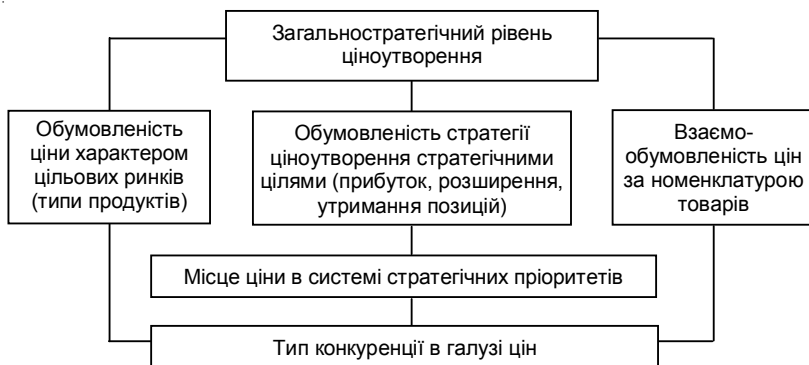 Загальностратегічний рівень
ціноутворення
Обумовленість
ціни характером
цільових ринків
(типи продуктів)
Обумовленість стратегії
ціноутворення стратегічними
цілями (прибуток, розширення,
утримання позицій)
Взаємо-
обумовленість цін
за номенклатурою
товарів
Місце ціни в системі стратегічних пріоритетів
Тип конкуренції в галузі цін